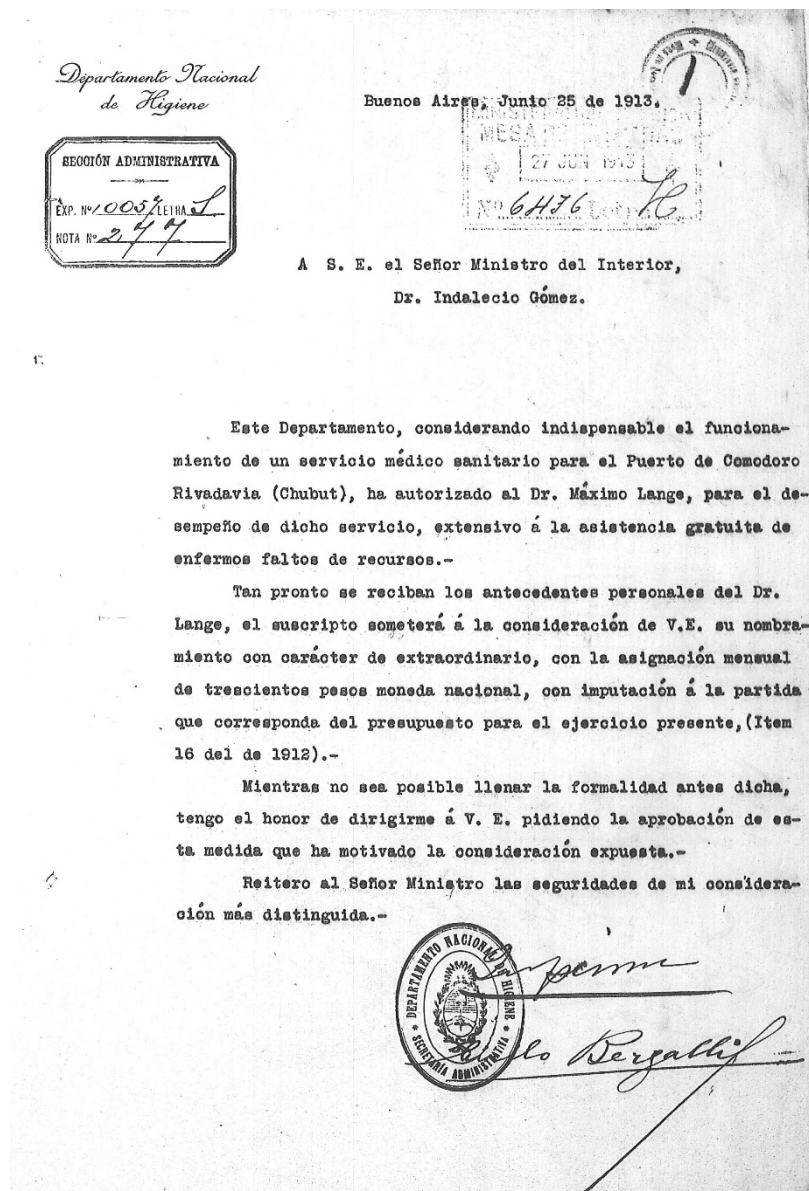 Departamento Nacional
de Higiene
Buenos Aires, Junio 25 de 1913.
1
MESA DE
27 JUN 1913
Nº 6476 Letra H
SECCIÓN ADMINISTRATIVA
EXP. Nº 10057 LETRA S
NOTA Nº 277
A S. E. el Señor Ministro del Interior,
Dr. Indalecio Gómez.
Este Departamento, considerando indispensable el funciona-
miento de un servicio médico sanitario para el Puerto de Comodoro
Rivadavia (Chubut), ha autorizado al Dr. Máximo Lange, para el de-
sempeño de dicho servicio, extensivo á la asistencia gratuita de
enfermos faltos de recursos.-
Tan pronto se reciban los antecedentes personales del Dr.
Lange, el suscripto someterá á la consideración de V.E. su nombra-
miento con carácter de extraordinario, con la asignación mensual
de trescientos pesos moneda nacional, con imputación á la partida
que corresponda del presupuesto para el ejercicio presente,(Item
16 del de 1912).-
Mientras no sea posible llenar la formalidad antes dicha,
tengo el honor de dirigirme á V. E. pidiendo la aprobación de es-
ta medida que ha motivado la consideración expuesta.-
Reitero al Señor Ministro las seguridades de mi considera-
ción más distinguida.-
DEPARTAMENTO NACIONAL DE HIGIENE
SECRETARÍA ADMINISTRATIVA
Bergalli